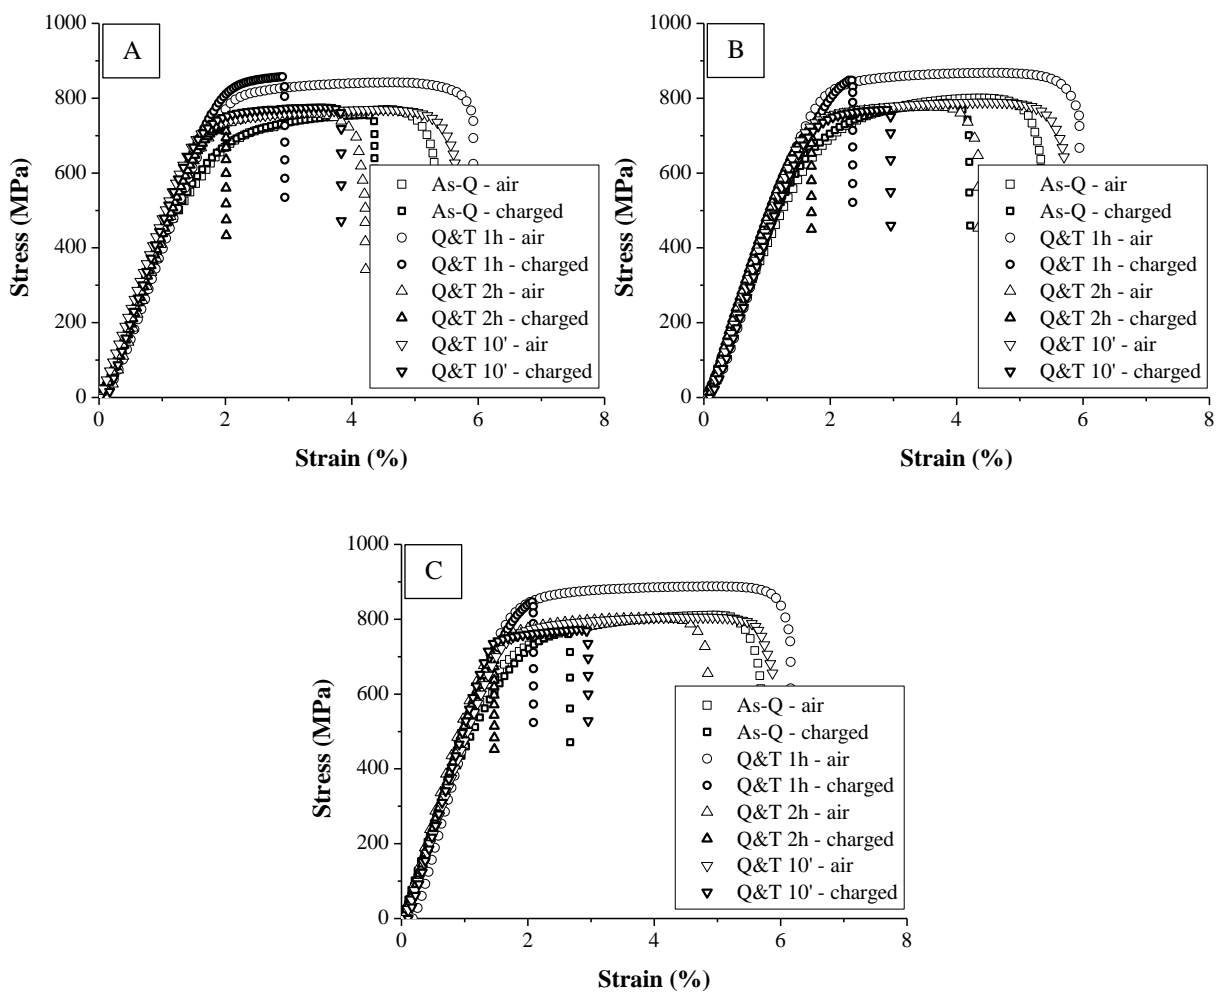 A
1000
800
600
400
200
0
Stress (MPa)
0 2 4 6 8
Strain (%)
As-Q - air
As-Q - charged
Q&T 1h - air
Q&T 1h - charged
Q&T 2h - air
Q&T 2h - charged
Q&T 10' - air
Q&T 10' - charged
B
1000
800
600
400
200
0
Stress (MPa)
0 2 4 6 8
Strain (%)
As-Q - air
As-Q - charged
Q&T 1h - air
Q&T 1h - charged
Q&T 2h - air
Q&T 2h - charged
Q&T 10' - air
Q&T 10' - charged
C
1000
800
600
400
200
0
Stress (MPa)
0 2 4 6 8
Strain (%)
As-Q - air
As-Q - charged
Q&T 1h - air
Q&T 1h - charged
Q&T 2h - air
Q&T 2h - charged
Q&T 10' - air
Q&T 10' - charged